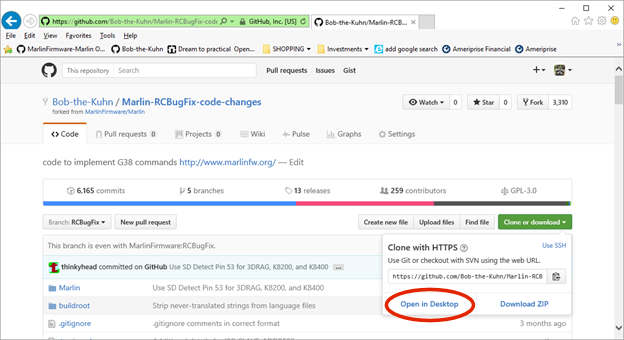 https://github.com/Bob-the-Kuhn/Marlin-RCBugFix-code- GitHub, Inc. [US] Bob-the-Kuhn/Marlin-RCBugFi...
File Edit View Favorites Tools Help
MarlinFirmware-Marlin O... Bob-the-Kuhn Dream to practical Open... SHOPPING Investments add google search Ameriprise Financial Ameriprise
This repository Search Pull requests Issues Gist
Bob-the-Kuhn / Marlin-RCBugFix-code-changes
forked from MarlinFirmware/Marlin
Watch 0 Star 0 Fork 3,310
Code Pull requests 0 Projects 0 Wiki Pulse Graphs Settings
code to implement G38 commands http://www.marlinfw.org/ — Edit
6,165 commits 5 branches 13 releases 259 contributors GPL-3.0
Branch: RCBugFix New pull request Create new file Upload files Find file Clone or download
This branch is even with MarlinFirmware:RCBugFix.
thinkyhead committed on GitHub Use SD Detect Pin 53 for 3DRAG, K8200, and K8400 ...
Marlin Use SD Detect Pin 53 for 3DRAG, K8200, and K8400
buildroot Strip never-translated strings from language files
.gitignore .gitignore comments in correct format 3 months ago
Clone with HTTPS Use SSH
Use Git or checkout with SVN using the web URL.
https://github.com/Bob-the-Kuhn/Marlin-RCB
Open in Desktop Download ZIP